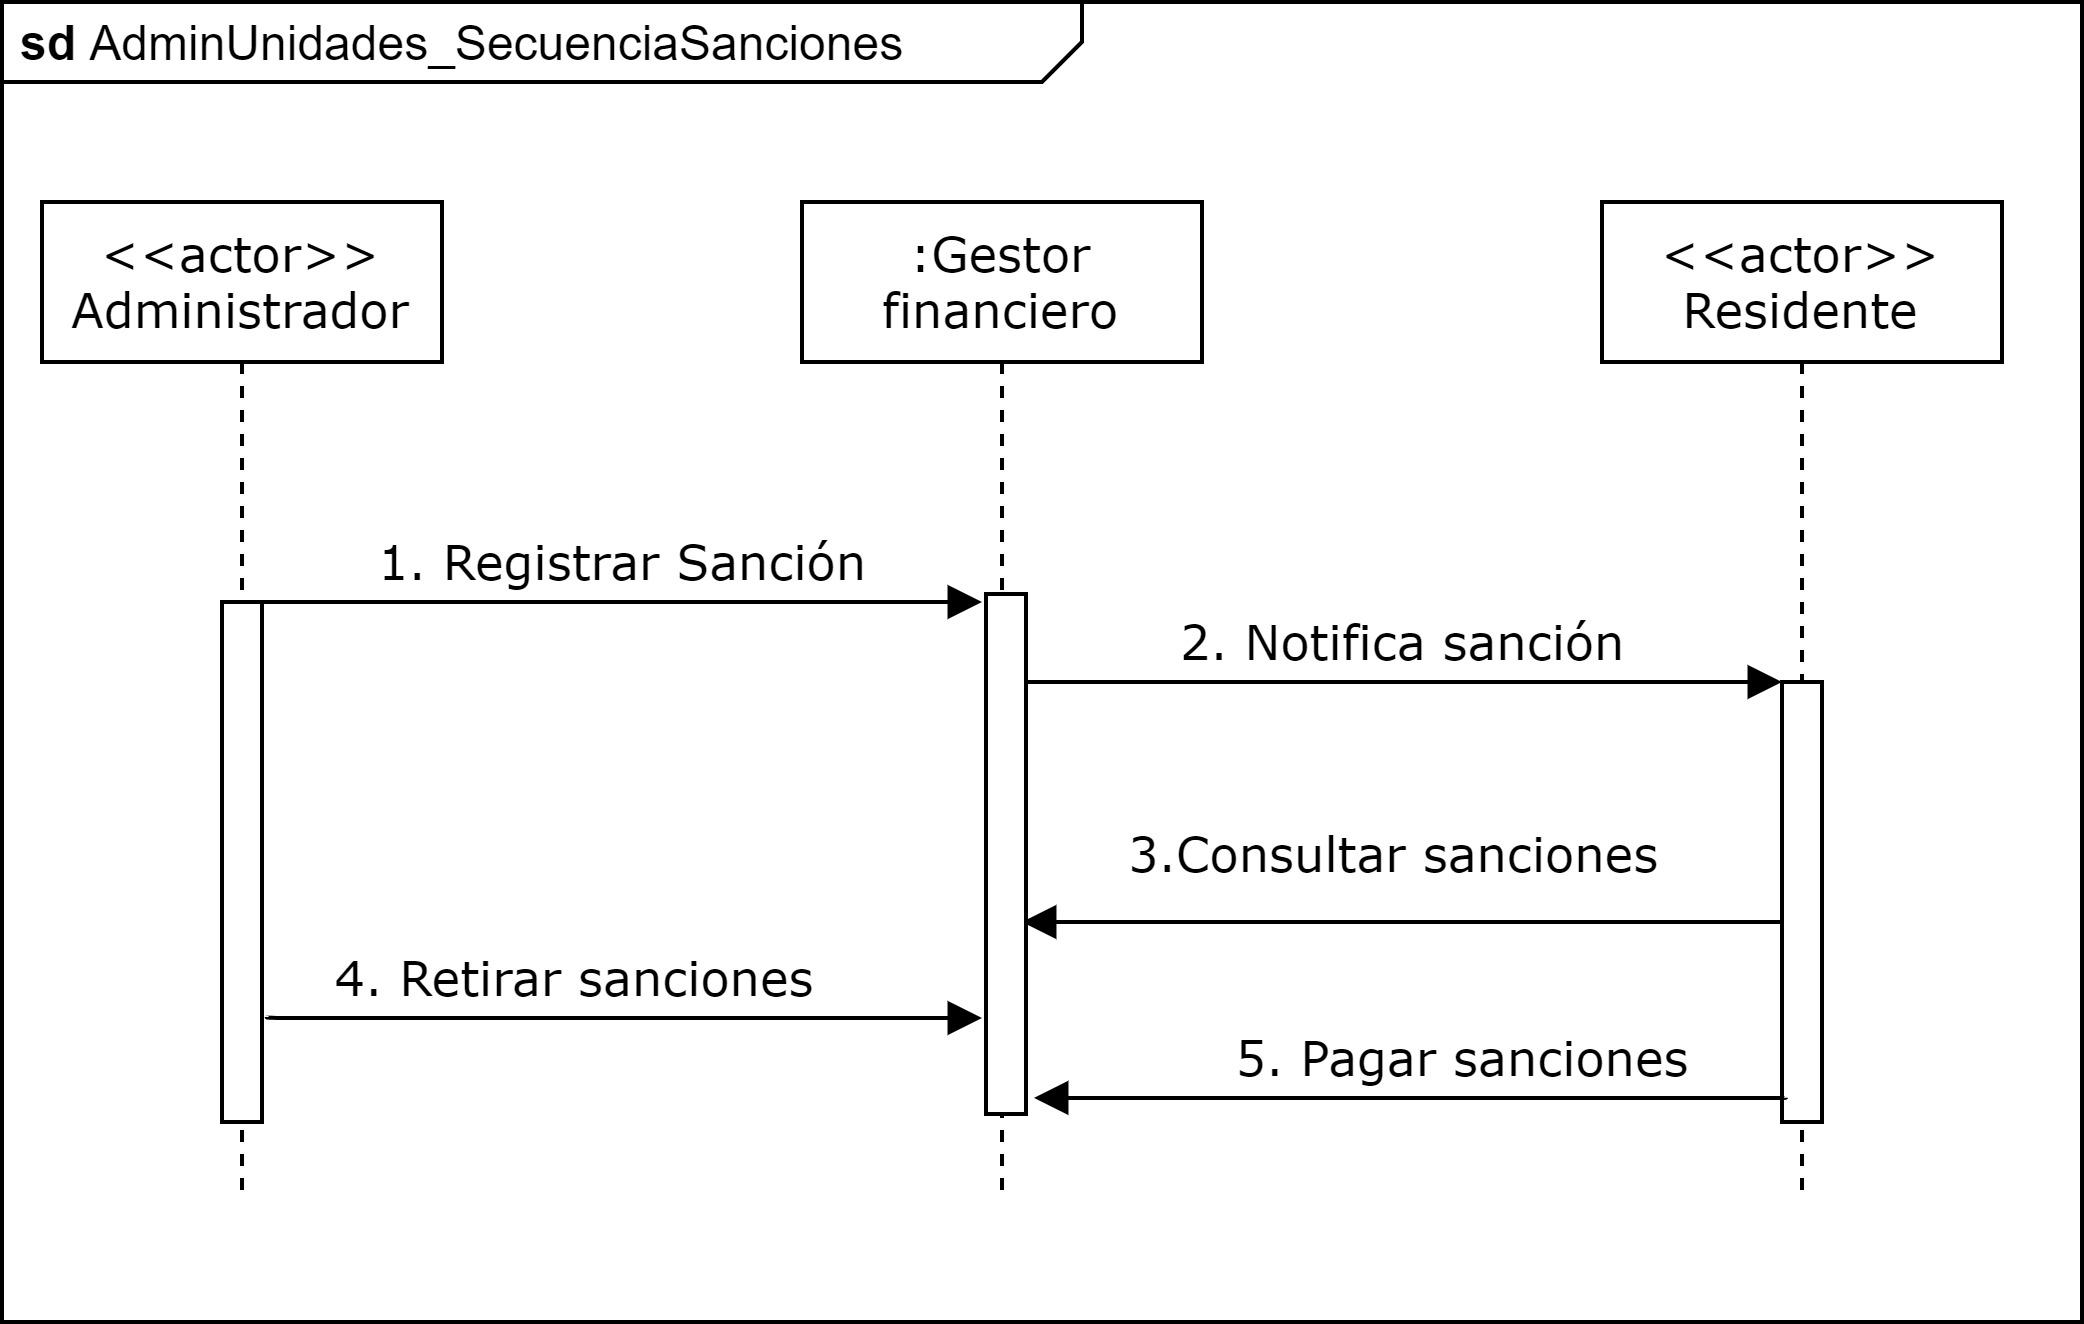 sd AdminUnidades_SecuenciaSanciones
<<actor>>
Administrador
:Gestor
financiero
<<actor>>
Residente
1. Registrar Sanción
2. Notifica sanción
3.Consultar sanciones
4. Retirar sanciones
5. Pagar sanciones